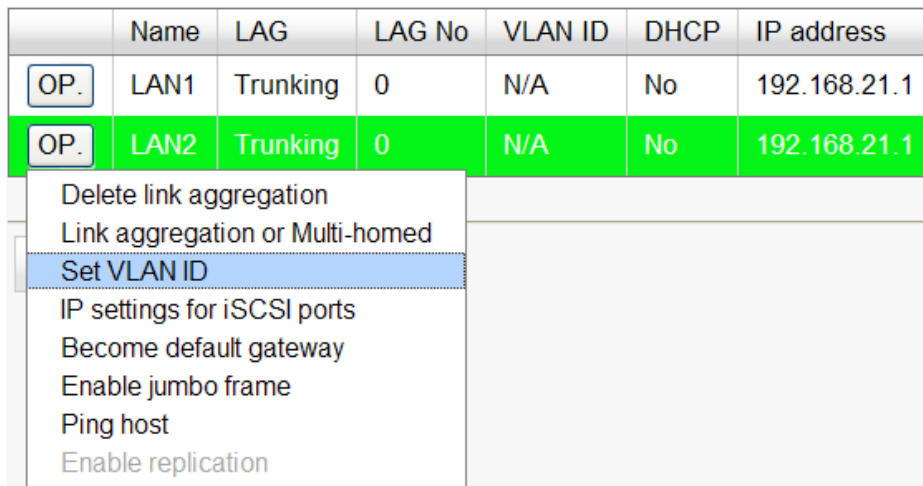 Name LAG LAG No VLAN ID DHCP IP address
OP. LAN1 Trunking 0 N/A No 192.168.21.1
OP. LAN2 Trunking 0 N/A No 192.168.21.1
Delete link aggregation
Link aggregation or Multi-homed
Set VLAN ID
IP settings for iSCSI ports
Become default gateway
Enable jumbo frame
Ping host
Enable replication